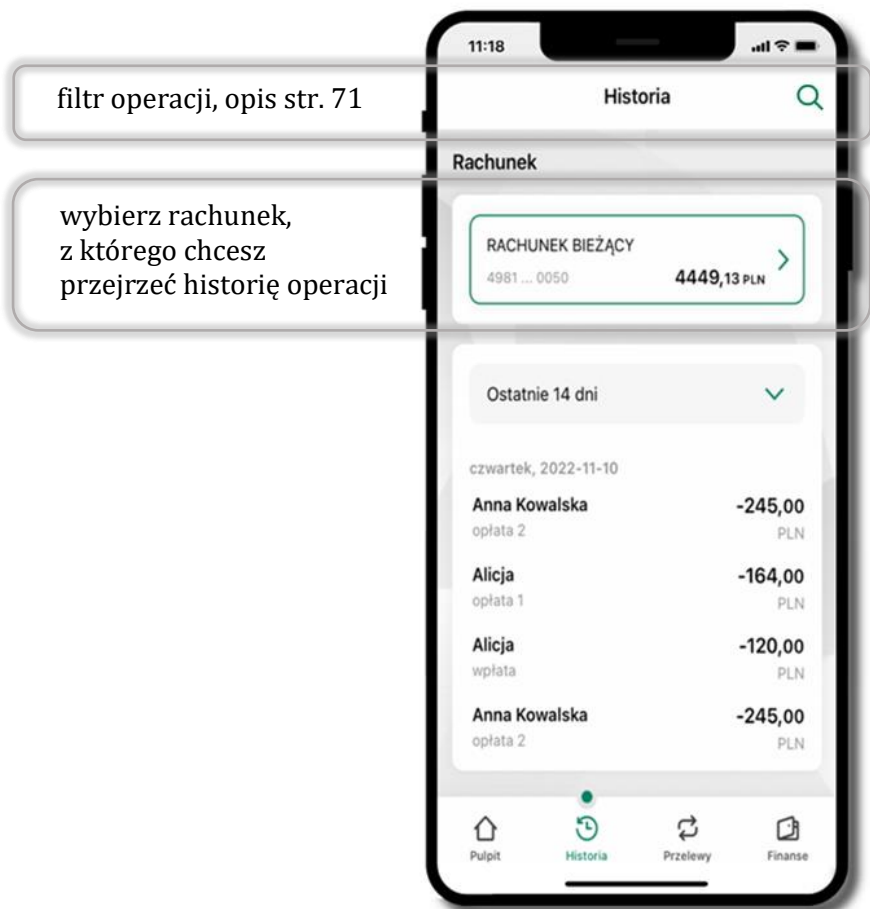 11:18
filtr operacji, opis str. 71
Historia
Rachunek
wybierz rachunek,
z którego chcesz
przejrzeć historię operacji
RACHUNEK BIEŻĄCY
4981 ... 0050 4449,13 PLN
Ostatnie 14 dni
czwartek, 2022-11-10
Anna Kowalska -245,00
opłata 2 PLN
Alicja -164,00
opłata 1 PLN
Alicja -120,00
wpłata PLN
Anna Kowalska -245,00
opłata 2 PLN
Pulpit Historia Przelewy Finanse